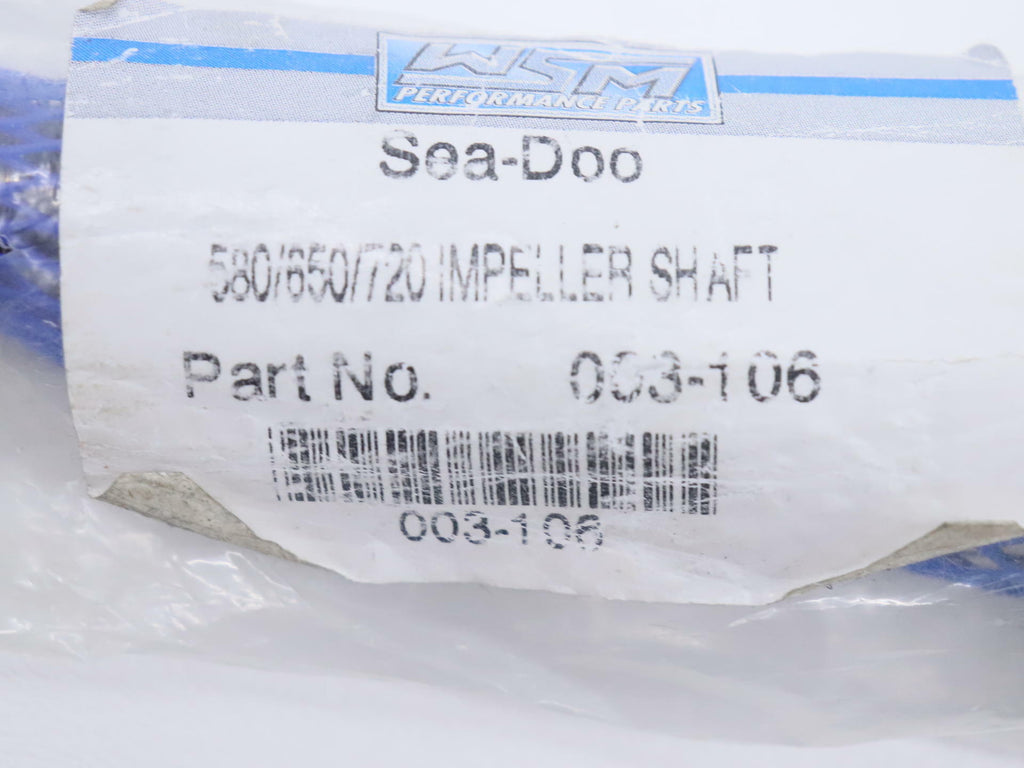 WSM
PERFORMANCE PARTS
Sea-Doo
580/650/720 IMPELLER SHAFT
Part No. 003-106
003-106